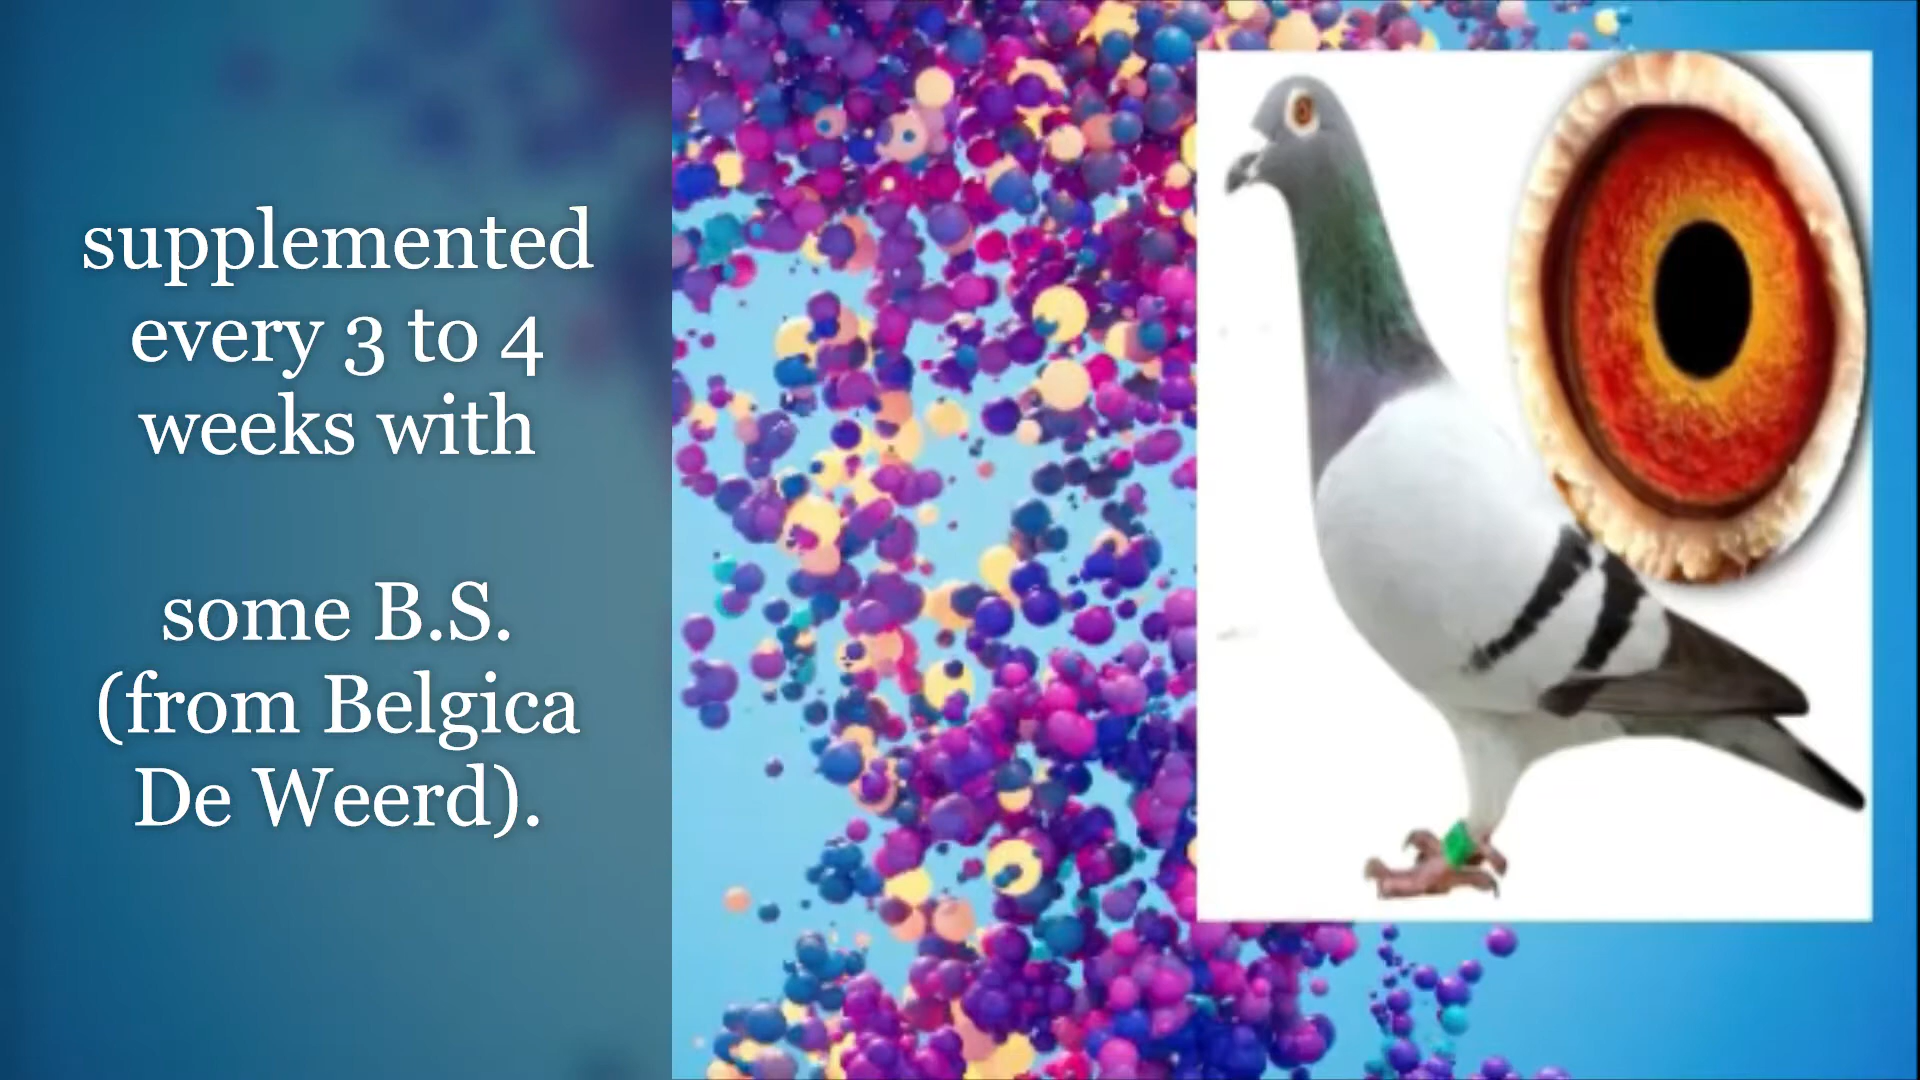 supplemented
every 3 to 4
weeks with
some B.S.
(from Belgica
De Weerd).